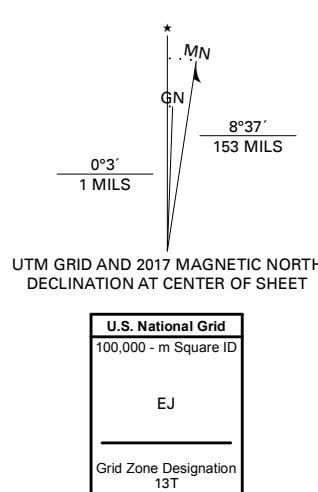 ★
MN
GN
8°37´
153 MILS
0°3´
1 MILS
UTM GRID AND 2017 MAGNETIC NORTH
DECLINATION AT CENTER OF SHEET
U.S. National Grid
100,000 - m Square ID
EJ
Grid Zone Designation
13T